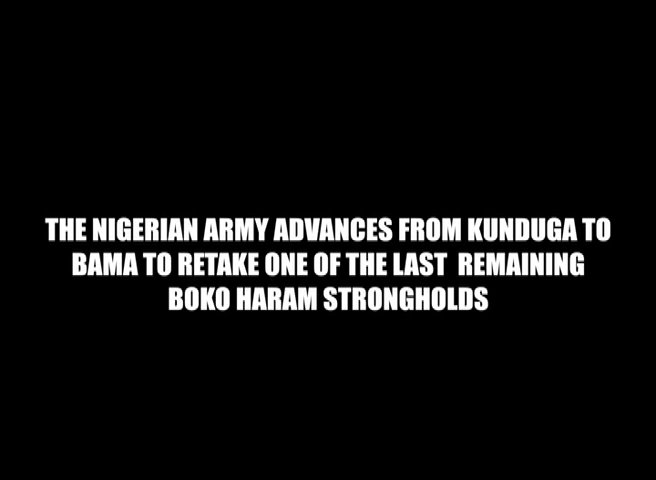 THE NIGERIAN ARMY ADVANCES FROM KUNDUGA TO
BAMA TO RETAKE ONE OF THE LAST  REMAINING
BOKO HARAM STRONGHOLDS